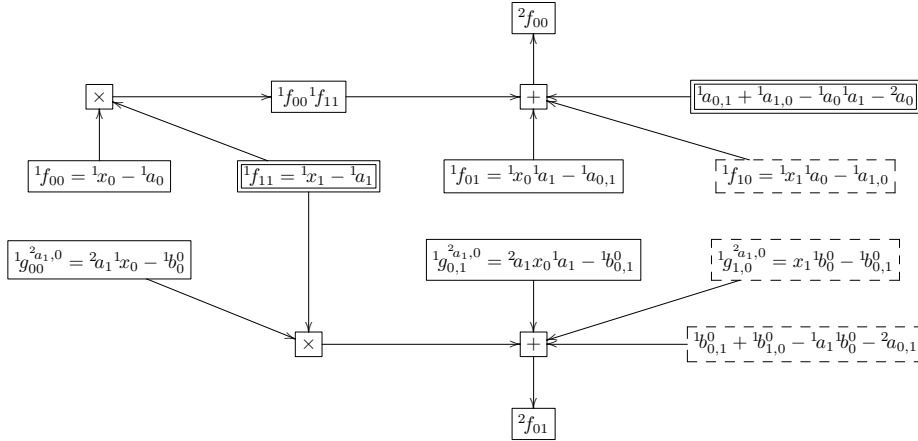 ²f₀₀
×
¹f₀₀¹f₁₁
+
¹a₀,₁ + ¹a₁,₀ − ¹a₀¹a₁ − ²a₀
¹f₀₀ = ¹x₀ − ¹a₀
¹f₁₁ = ¹x₁ − ¹a₁
¹f₀₁ = ¹x₀¹a₁ − ¹a₀,₁
¹f₁₀ = ¹x₁¹a₀ − ¹a₁,₀
¹g₀₀^{²a₁,0} = ²a₁¹x₀ − ¹b₀⁰
¹g₀,₁^{²a₁,0} = ²a₁x₀¹a₁ − ¹b₀,₁⁰
¹g₁,₀^{²a₁,0} = x₁¹b₀⁰ − ¹b₀,₁⁰
×
+
¹b₀,₁⁰ + ¹b₁,₀⁰ − ¹a₁¹b₀⁰ − ²a₀,₁
²f₀₁